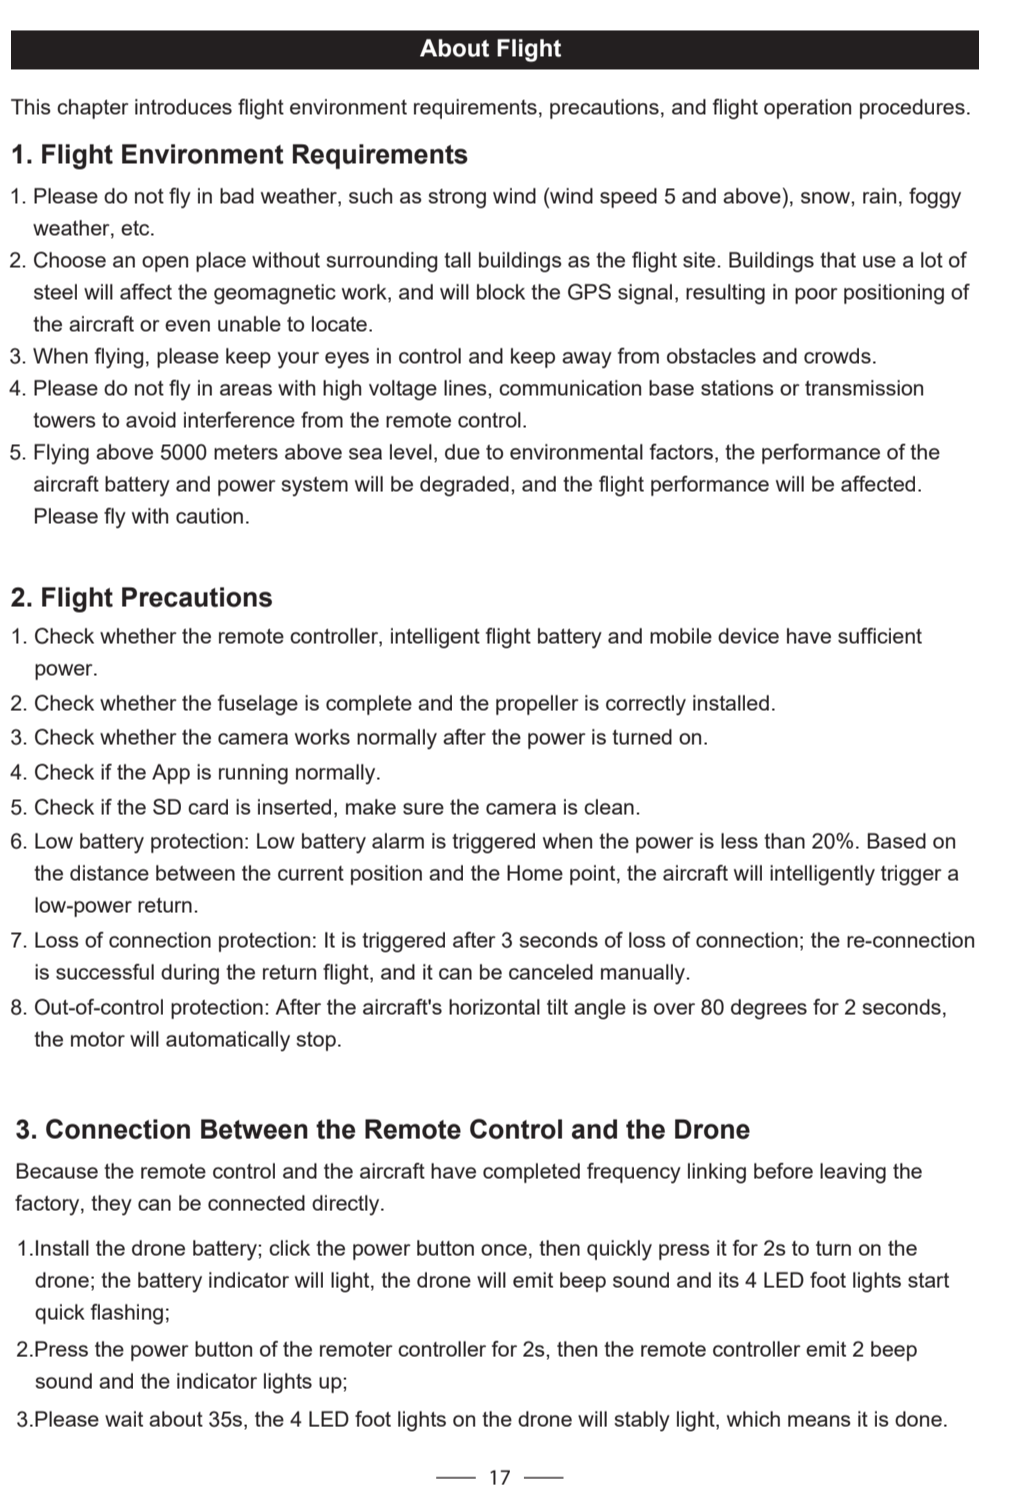 About Flight
This chapter introduces flight environment requirements, precautions, and flight operation procedures.
1. Flight Environment Requirements
1. Please do not fly in bad weather, such as strong wind (wind speed 5 and above), snow, rain, foggy
weather, etc.
2. Choose an open place without surrounding tall buildings as the flight site. Buildings that use a lot of
steel will affect the geomagnetic work, and will block the GPS signal, resulting in poor positioning of
the aircraft or even unable to locate.
3. When flying, please keep your eyes in control and keep away from obstacles and crowds.
4. Please do not fly in areas with high voltage lines, communication base stations or transmission
towers to avoid interference from the remote control.
5. Flying above 5000 meters above sea level, due to environmental factors, the performance of the
aircraft battery and power system will be degraded, and the flight performance will be affected.
Please fly with caution.
2. Flight Precautions
1. Check whether the remote controller, intelligent flight battery and mobile device have sufficient
power.
2. Check whether the fuselage is complete and the propeller is correctly installed.
3. Check whether the camera works normally after the power is turned on.
4. Check if the App is running normally.
5. Check if the SD card is inserted, make sure the camera is clean.
6. Low battery protection: Low battery alarm is triggered when the power is less than 20%. Based on
the distance between the current position and the Home point, the aircraft will intelligently trigger a
low-power return.
7. Loss of connection protection: It is triggered after 3 seconds of loss of connection; the re-connection
is successful during the return flight, and it can be canceled manually.
8. Out-of-control protection: After the aircraft's horizontal tilt angle is over 80 degrees for 2 seconds,
the motor will automatically stop.
3. Connection Between the Remote Control and the Drone
Because the remote control and the aircraft have completed frequency linking before leaving the
factory, they can be connected directly.
1.Install the drone battery; click the power button once, then quickly press it for 2s to turn on the
drone; the battery indicator will light, the drone will emit beep sound and its 4 LED foot lights start
quick flashing;
2.Press the power button of the remoter controller for 2s, then the remote controller emit 2 beep
sound and the indicator lights up;
3.Please wait about 35s, the 4 LED foot lights on the drone will stably light, which means it is done.
17